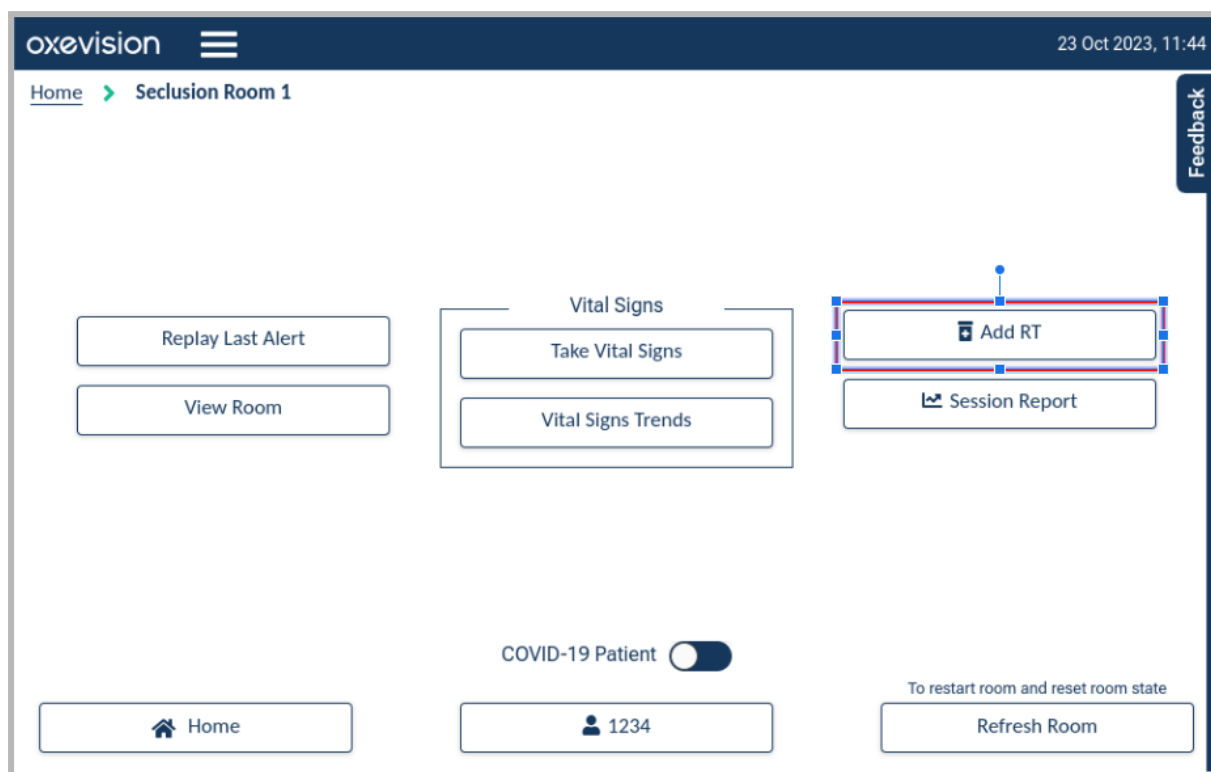 oxevision
23 Oct 2023, 11:44
Home Seclusion Room 1
Feedback
Replay Last Alert
View Room
Vital Signs
Take Vital Signs
Vital Signs Trends
Add RT
Session Report
COVID-19 Patient
To restart room and reset room state
Home
1234
Refresh Room